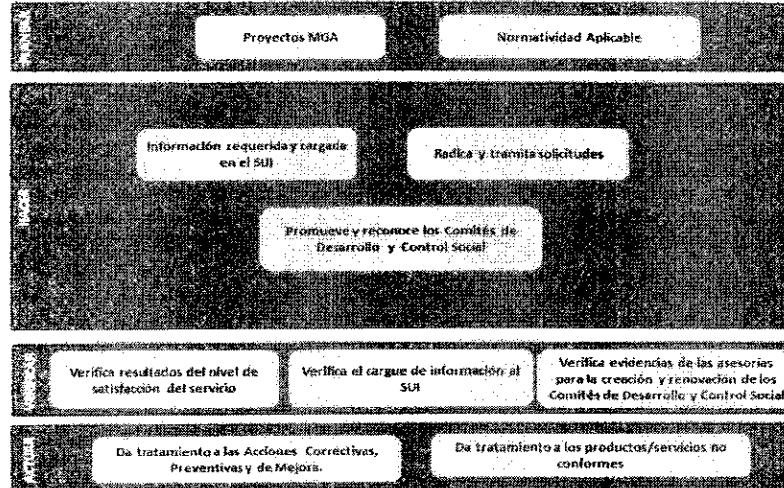 Proyectos MGA
Normatividad Aplicable
HACER
Información requerida y cargada
en el SUI
Radica y tramita solicitudes
Promueve y reconoce los Comités de
Desarrollo y Control Social
Verifica resultados del nivel de
satisfacción del servicio
Verifica el cargue de información al
SUI
Verifica evidencias de las asesorías
para la creación y renovación de los
Comités de Desarrollo y Control Social
Da tratamiento a las Acciones Correctivas,
Preventivas y de Mejora.
Da tratamiento a los productos/servicios no
conformes